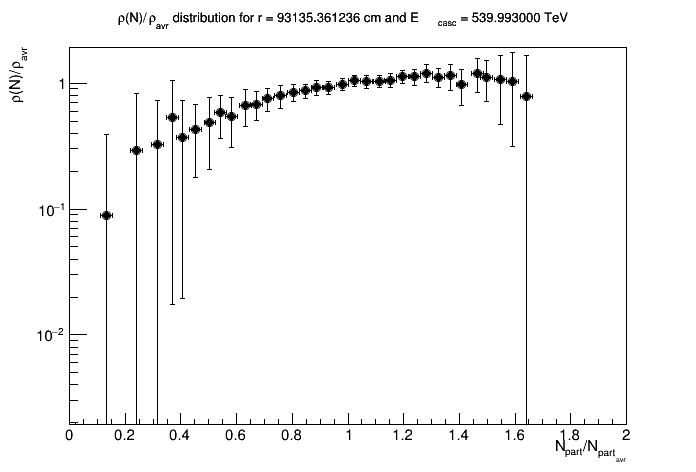 ρ(N)/ρavr distribution for r = 93135.361236 cm and E casc = 539.993000 TeV
ρ(N)/ρavr
1
10−1
10−2
0 0.2 0.4 0.6 0.8 1 1.2 1.4 1.6 1.8 2
Npart/Npartavr